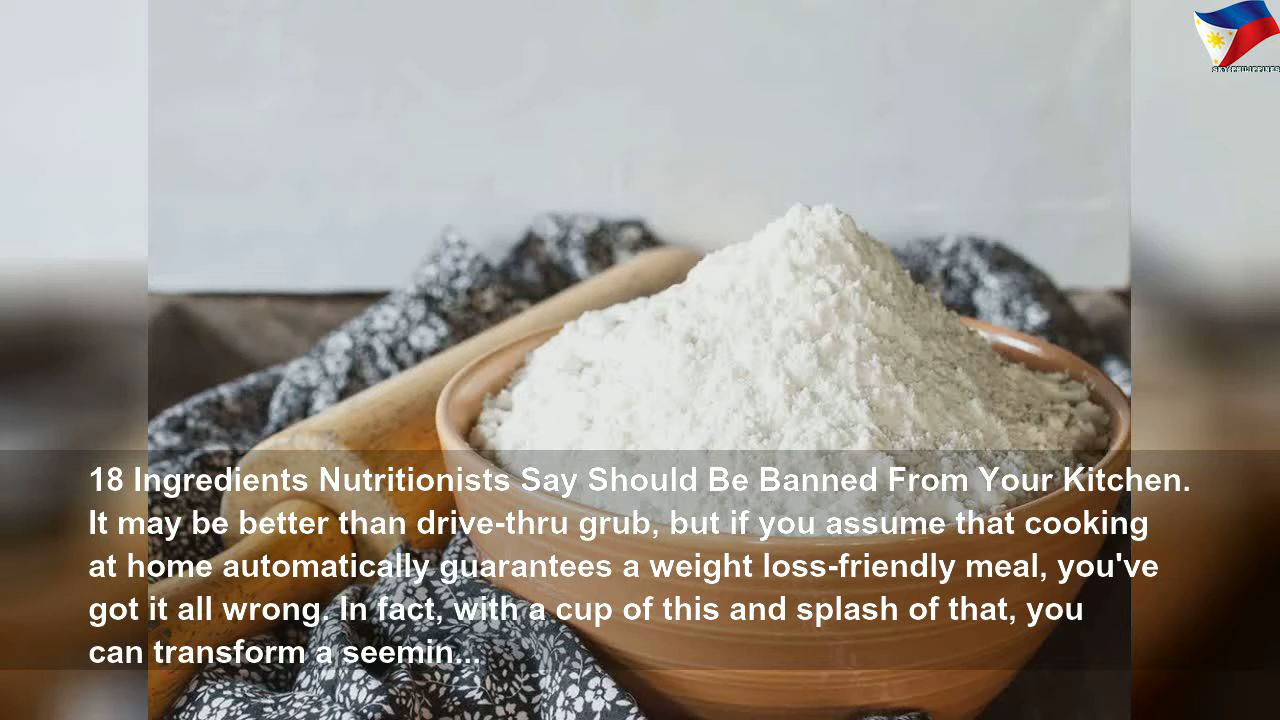 SKYPHILIPPINES
18 Ingredients Nutritionists Say Should Be Banned From Your Kitchen.
It may be better than drive-thru grub, but if you assume that cooking
at home automatically guarantees a weight loss-friendly meal, you've
got it all wrong. In fact, with a cup of this and splash of that, you
can transform a seemin...